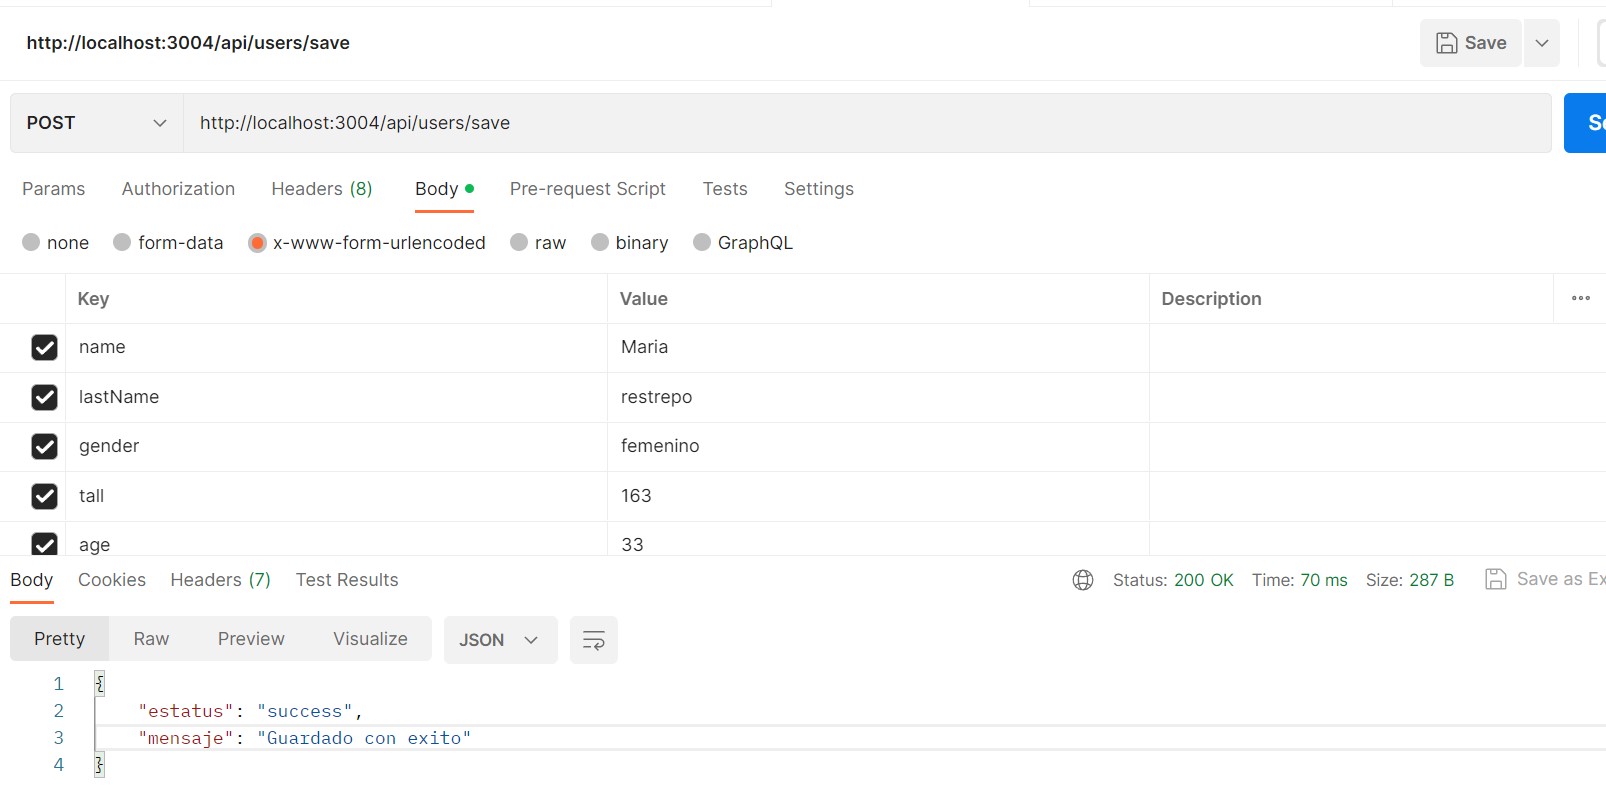 http://localhost:3004/api/users/save
Save
POST
http://localhost:3004/api/users/save
Params Authorization Headers (8) Body Pre-request Script Tests Settings
none form-data x-www-form-urlencoded raw binary GraphQL
Key Value Description
name Maria
lastName restrepo
gender femenino
tall 163
age 33
Body Cookies Headers (7) Test Results Status: 200 OK Time: 70 ms Size: 287 B Save as
Pretty Raw Preview Visualize JSON
1 {
2 "estatus": "success",
3 "mensaje": "Guardado con exito"
4 }